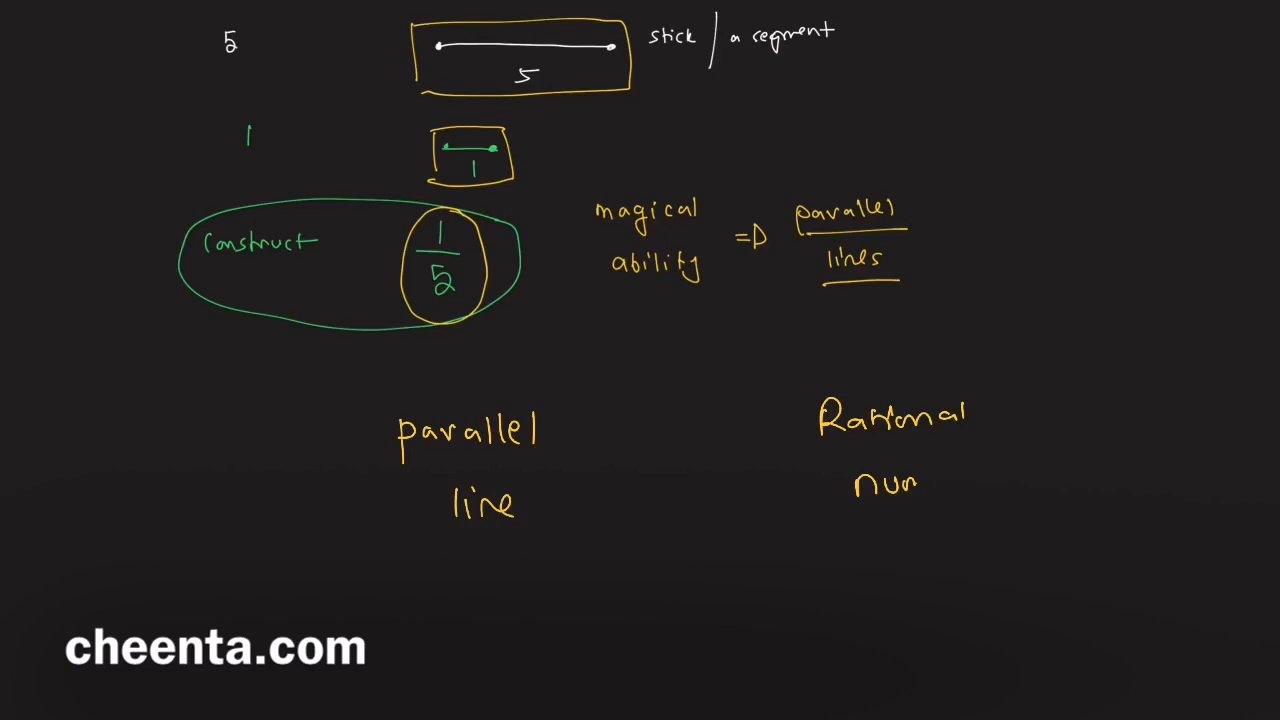 5
5
stick / a segment
1
1
construct
1
5
magical
ability
=>
parallel
lines
parallel
line
Rational
num
cheenta.com